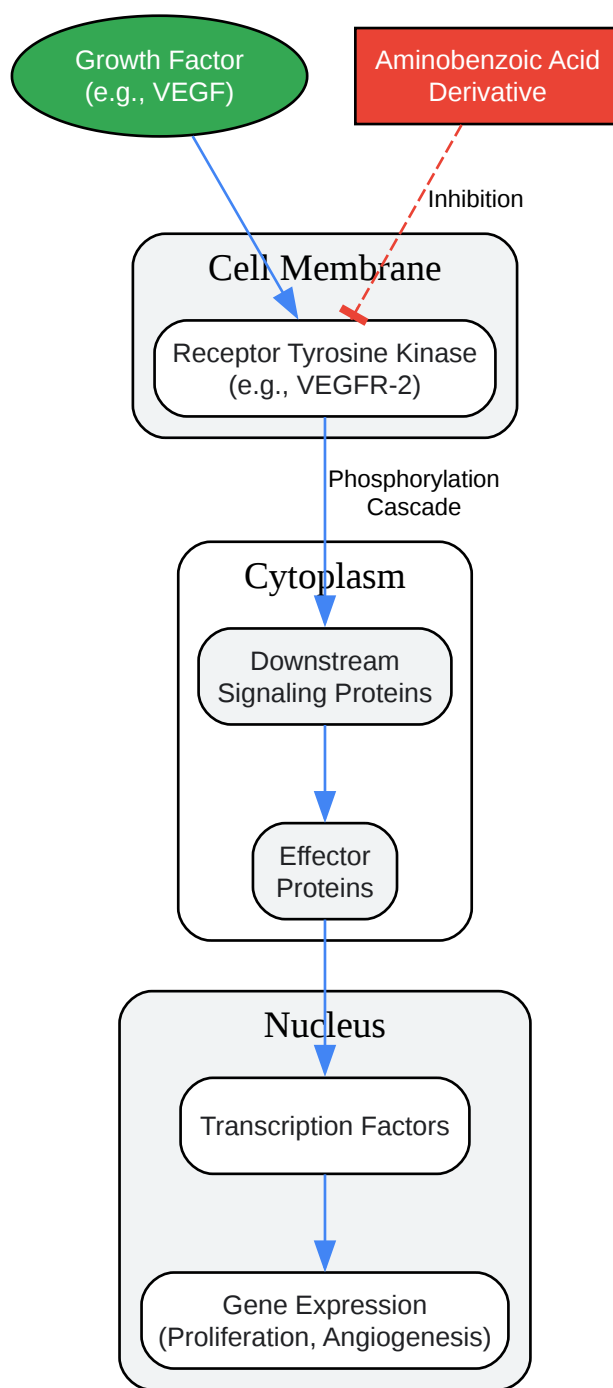 Growth Factor
(e.g., VEGF)
Aminobenzoic Acid
Derivative
Inhibition
Cell Membrane
Receptor Tyrosine Kinase
(e.g., VEGFR-2)
Phosphorylation
Cascade
Cytoplasm
Downstream
Signaling Proteins
Effector
Proteins
Nucleus
Transcription Factors
Gene Expression
(Proliferation, Angiogenesis)